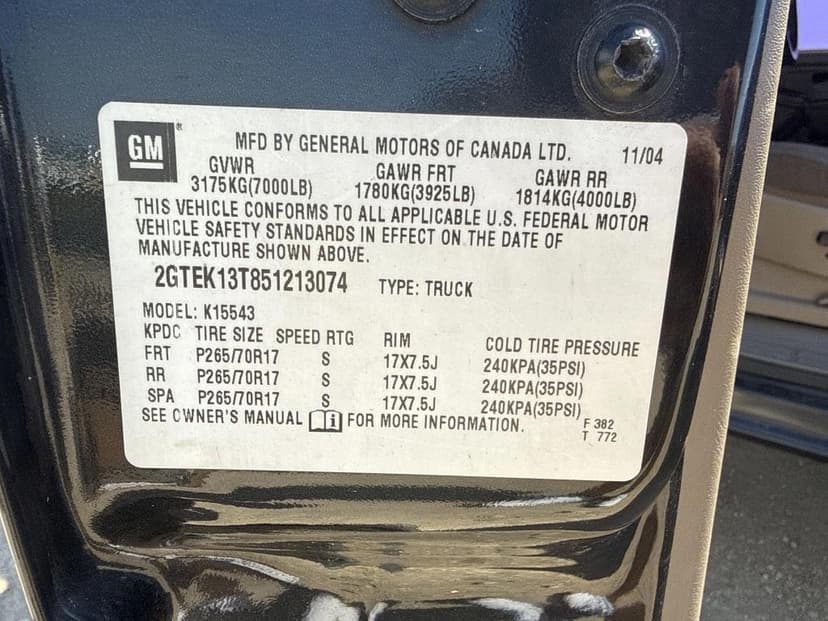 GM ® MFD BY GENERAL MOTORS OF CANADA LTD. 11/04
GVWR GAWR FRT GAWR RR
3175KG(7000LB) 1780KG(3925LB) 1814KG(4000LB)
THIS VEHICLE CONFORMS TO ALL APPLICABLE U.S. FEDERAL MOTOR
VEHICLE SAFETY STANDARDS IN EFFECT ON THE DATE OF
MANUFACTURE SHOWN ABOVE.
2GTEK13T851213074 TYPE: TRUCK
MODEL: K15543
KPDC TIRE SIZE SPEED RTG RIM COLD TIRE PRESSURE
FRT P265/70R17 S 17X7.5J 240KPA(35PSI)
RR P265/70R17 S 17X7.5J 240KPA(35PSI)
SPA P265/70R17 S 17X7.5J 240KPA(35PSI)
SEE OWNER'S MANUAL i FOR MORE INFORMATION.
F 382
T 772